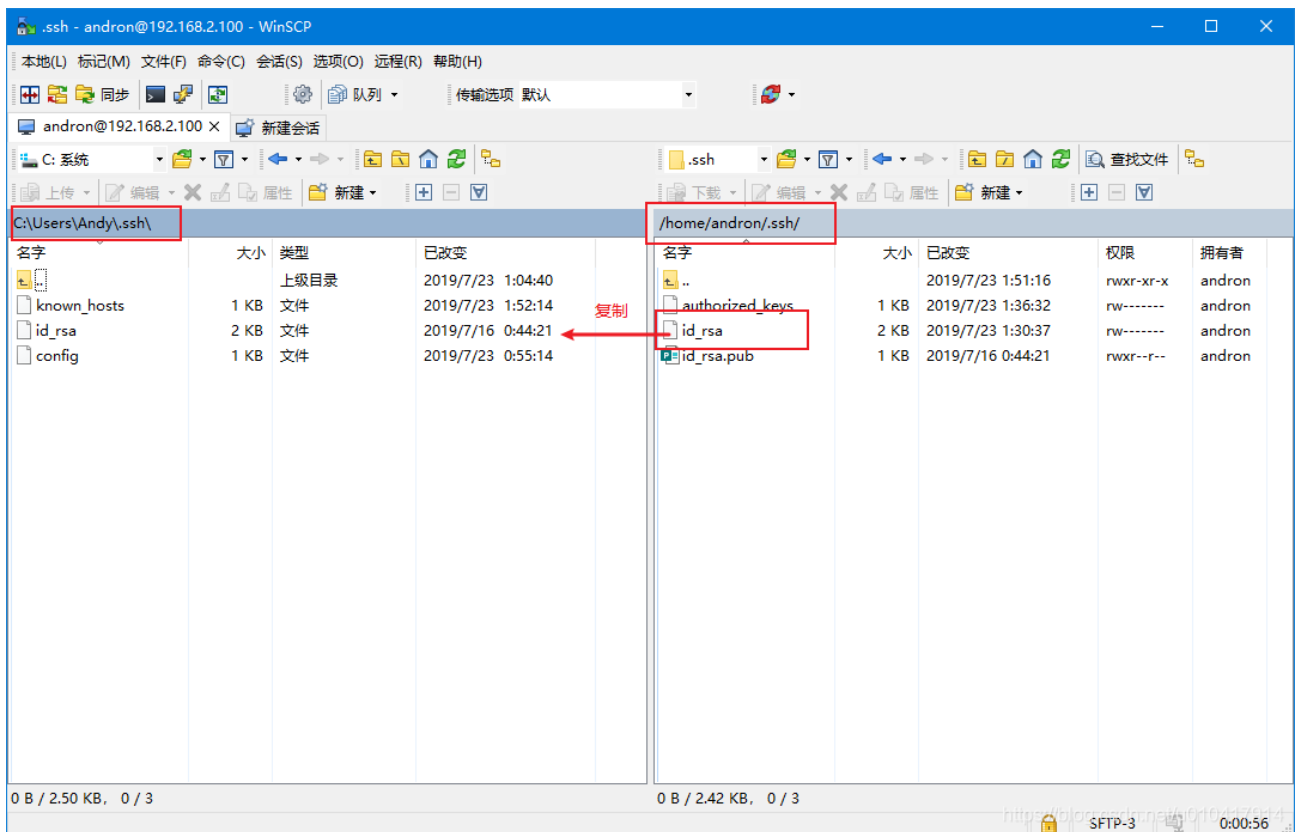 .ssh - andron@192.168.2.100 - WinSCP
本地(L) 标记(M) 文件(F) 命令(C) 会话(S) 选项(O) 远程(R) 帮助(H)
同步 队列 传输选项 默认
andron@192.168.2.100 × 新建会话
C: 系统 .ssh 查找文件
上传 编辑 属性 新建 下载 编辑 属性 新建
C:\Users\Andy\.ssh\ /home/andron/.ssh/
名字 大小 类型 已改变 名字 大小 已改变 权限 拥有者
.. 上级目录 2019/7/23 1:04:40 .. 2019/7/23 1:51:16 rwxr-xr-x andron
known_hosts 1 KB 文件 2019/7/23 1:52:14 复制 authorized_keys 1 KB 2019/7/23 1:36:32 rw------- andron
id_rsa 2 KB 文件 2019/7/16 0:44:21 id_rsa 2 KB 2019/7/23 1:30:37 rw------- andron
config 1 KB 文件 2019/7/23 0:55:14 id_rsa.pub 1 KB 2019/7/16 0:44:21 rwxr--r-- andron
0 B / 2.50 KB, 0 / 3 0 B / 2.42 KB, 0 / 3
SFTP-3 0:00:56